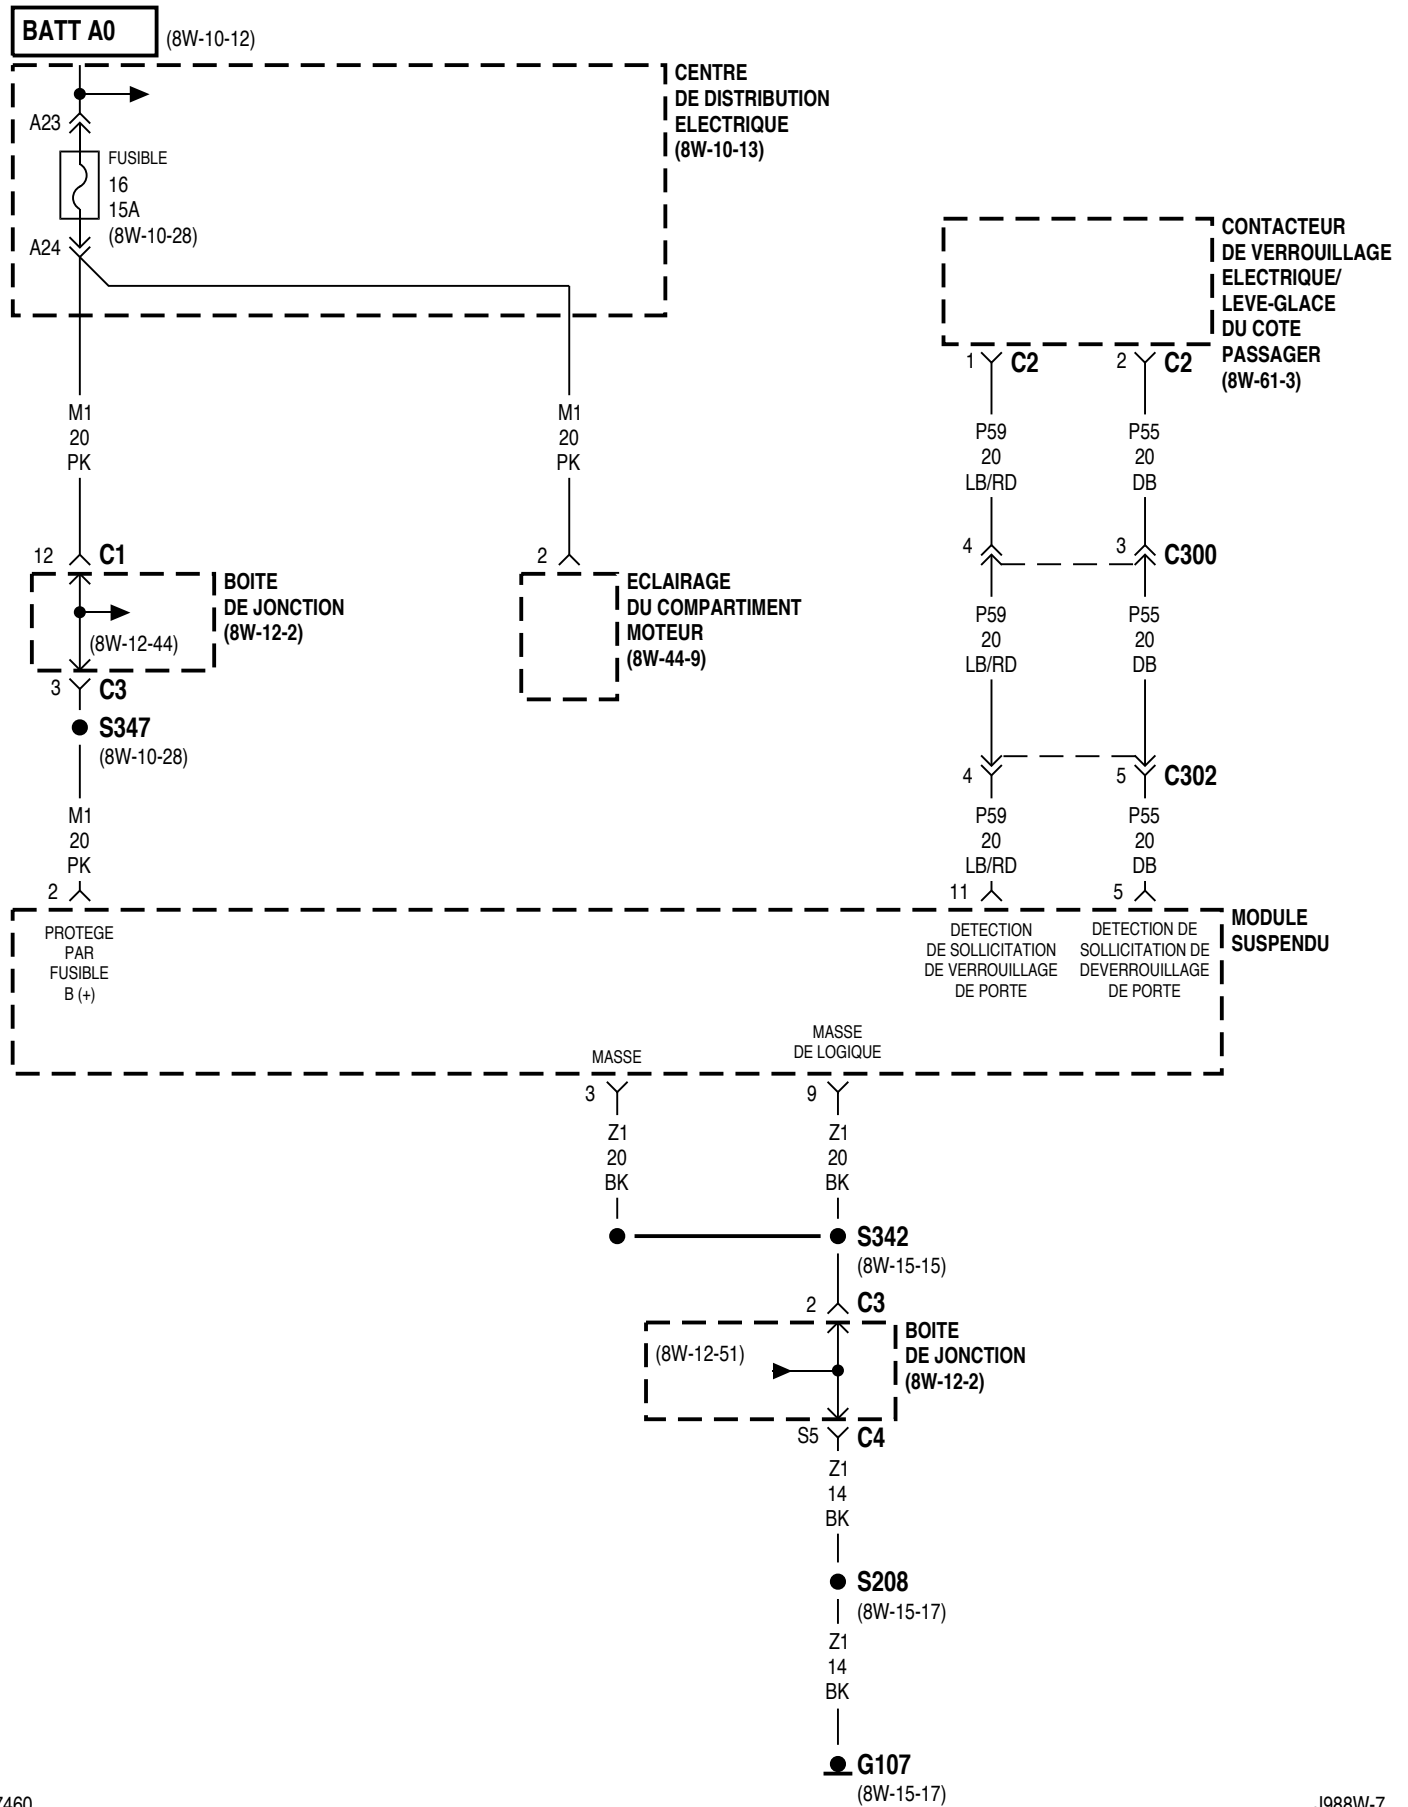 BATT A0
(8W-10-12)
CENTRE
DE DISTRIBUTION
ELECTRIQUE
(8W-10-13)
A23
FUSIBLE
16
15A
(8W-10-28)
A24
CONTACTEUR
DE VERROUILLAGE
ELECTRIQUE/
LEVE-GLACE
DU COTE
PASSAGER
(8W-61-3)
1 C2
2 C2
M1
20
PK
M1
20
PK
P59
20
LB/RD
P55
20
DB
12 C1
2
4
3 C300
BOITE
DE JONCTION
(8W-12-2)
(8W-12-44)
ECLAIRAGE
DU COMPARTIMENT
MOTEUR
(8W-44-9)
P59
20
LB/RD
P55
20
DB
3 C3
S347
(8W-10-28)
4
5 C302
M1
20
PK
P59
20
LB/RD
P55
20
DB
2
11
5
MODULE
SUSPENDU
PROTEGE
PAR
FUSIBLE
B (+)
DETECTION
DE SOLLICITATION
DE VERROUILLAGE
DE PORTE
DETECTION DE
SOLLICITATION DE
DEVERROUILLAGE
DE PORTE
MASSE
MASSE
DE LOGIQUE
3
9
Z1
20
BK
Z1
20
BK
S342
(8W-15-15)
2 C3
BOITE
DE JONCTION
(8W-12-2)
(8W-12-51)
S5 C4
Z1
14
BK
S208
(8W-15-17)
Z1
14
BK
G107
(8W-15-17)